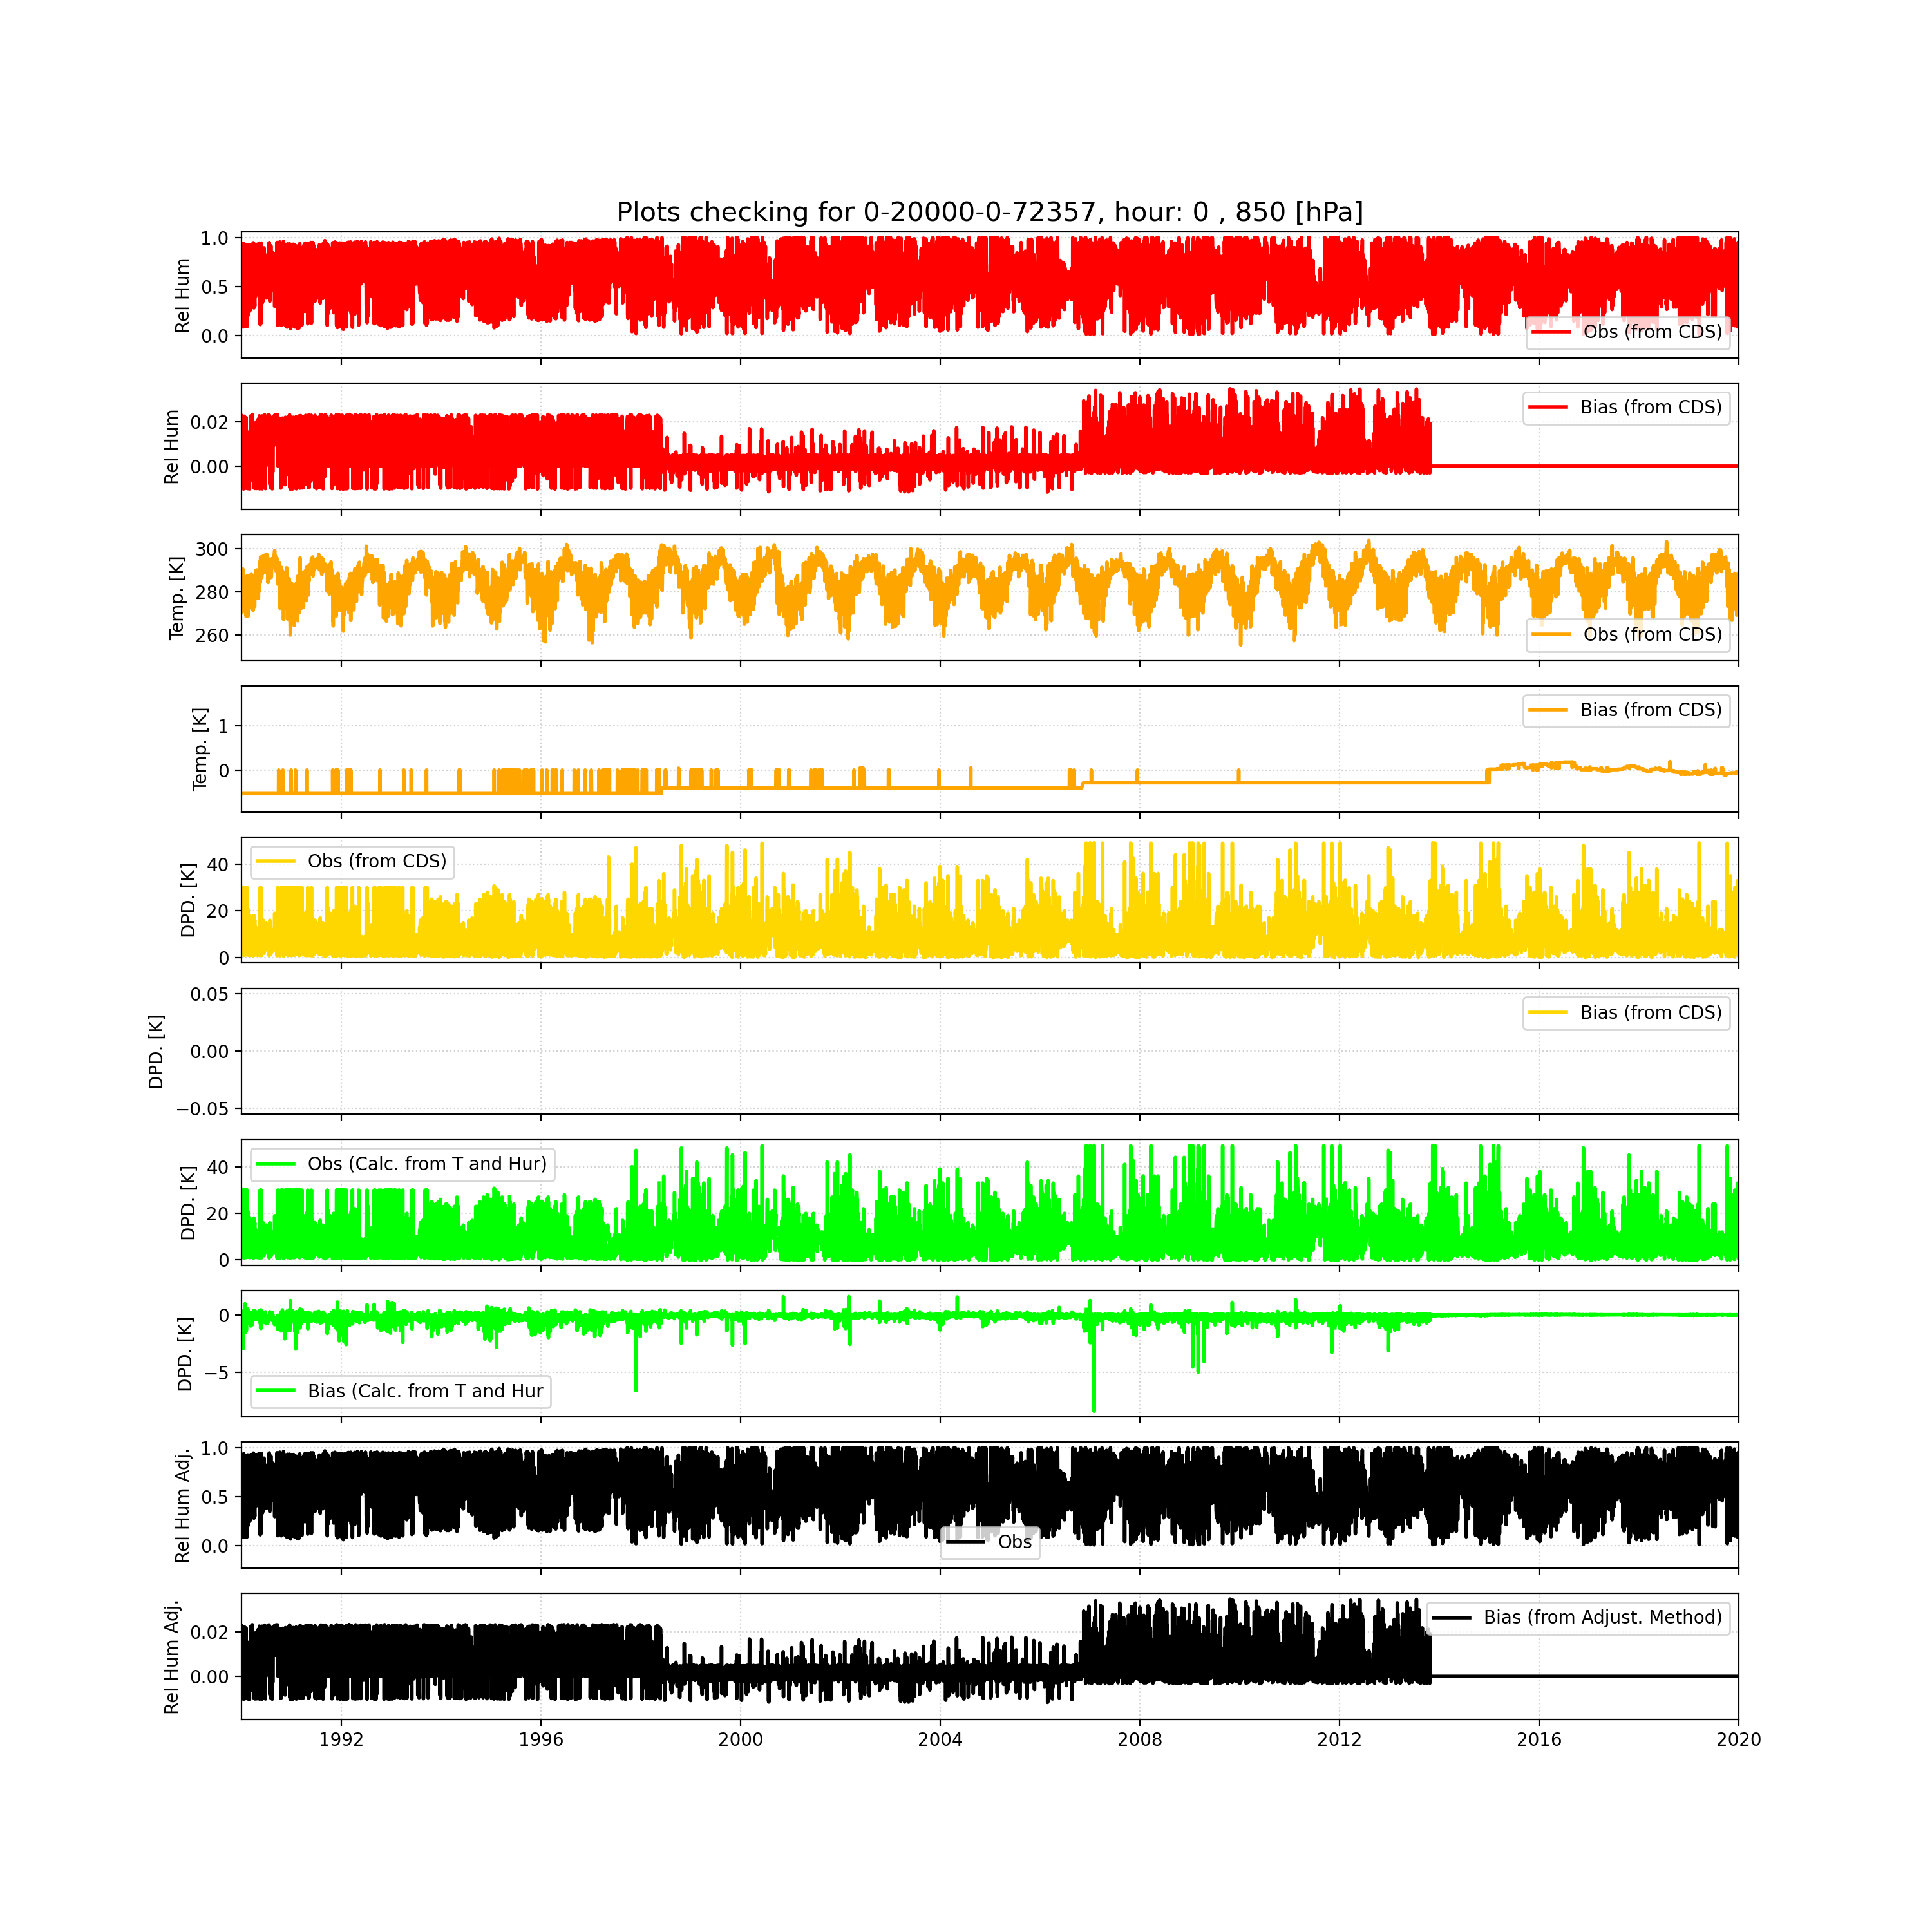 Plots checking for 0-20000-0-72357, hour: 0 , 850 [hPa]
1.0
0.5
0.0
Rel Hum
Obs (from CDS)
0.02
0.00
Rel Hum
Bias (from CDS)
300
280
260
Temp. [K]
Obs (from CDS)
1
0
Temp. [K]
Bias (from CDS)
40
20
0
DPD. [K]
Obs (from CDS)
0.05
0.00
−0.05
DPD. [K]
Bias (from CDS)
40
20
0
DPD. [K]
Obs (Calc. from T and Hur)
0
−5
DPD. [K]
Bias (Calc. from T and Hur
1.0
0.5
0.0
Rel Hum Adj.
Obs
0.02
0.00
Rel Hum Adj.
Bias (from Adjust. Method)
1992 1996 2000 2004 2008 2012 2016 2020